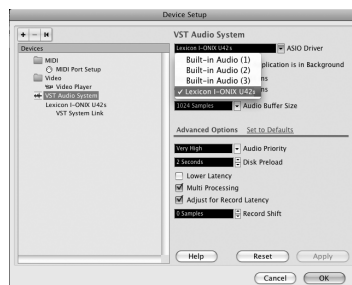 Device Setup
Devices
MIDI
MIDI Port Setup
Video
Video Player
VST Audio System
Lexicon I-ONIX U42s
VST System Link
VST Audio System
Lexicon I-ONIX U42s ASIO Driver
Built-in Audio (1)
Built-in Audio (2) plication is in Background
Built-in Audio (3) ns
✓ Lexicon I-ONIX U42s ns
1024 Samples Audio Buffer Size
Advanced Options Set to Defaults
Very High Audio Priority
2 Seconds Disk Preload
Lower Latency
Multi Processing
Adjust for Record Latency
0 Samples Record Shift
Help Reset Apply
Cancel OK